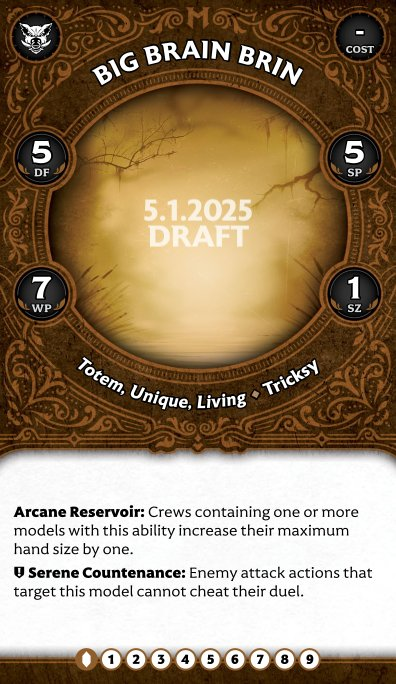 -
COST
BIG BRAIN BRIN
5
DF
5
SP
5.1.2025
DRAFT
7
WP
1
SZ
Totem, Unique, Living ◆ Tricksy
Arcane Reservoir: Crews containing one or more
models with this ability increase their maximum
hand size by one.
Serene Countenance: Enemy attack actions that
target this model cannot cheat their duel.
1 2 3 4 5 6 7 8 9